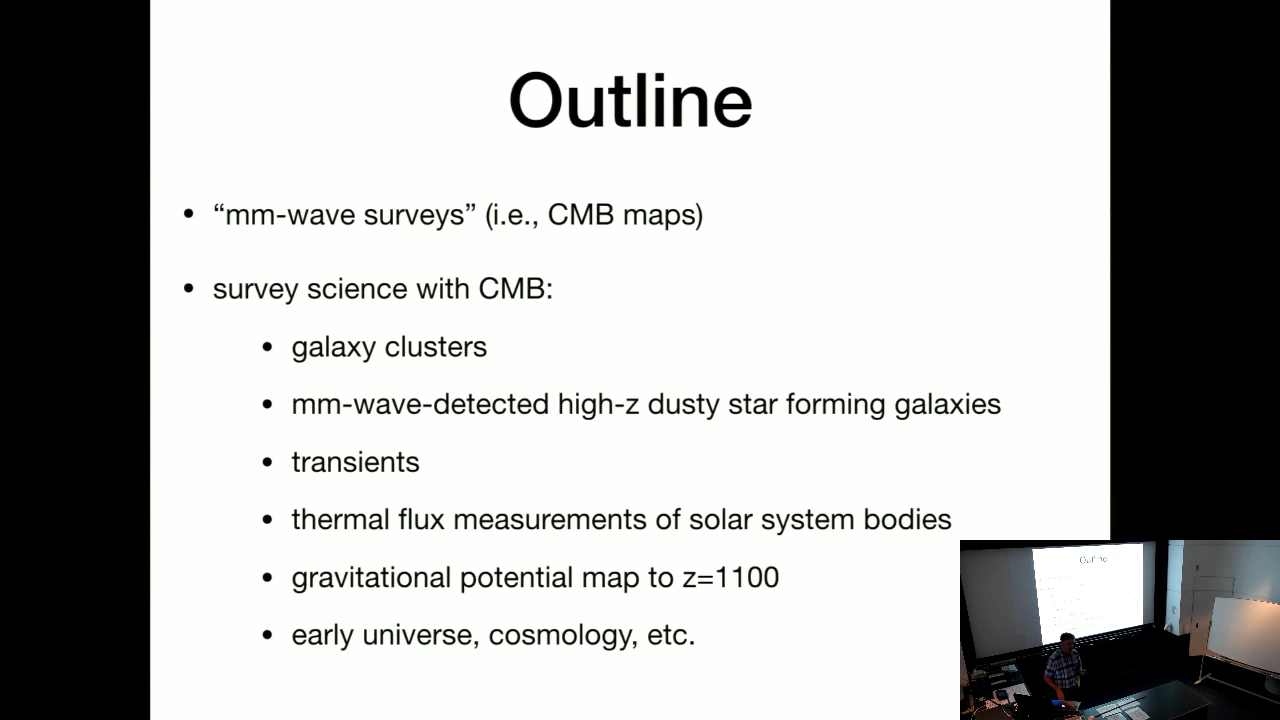 Outline
• “mm-wave surveys” (i.e., CMB maps)
• survey science with CMB:
• galaxy clusters
• mm-wave-detected high-z dusty star forming galaxies
• transients
• thermal flux measurements of solar system bodies
• gravitational potential map to z=1100
• early universe, cosmology, etc.
Outline